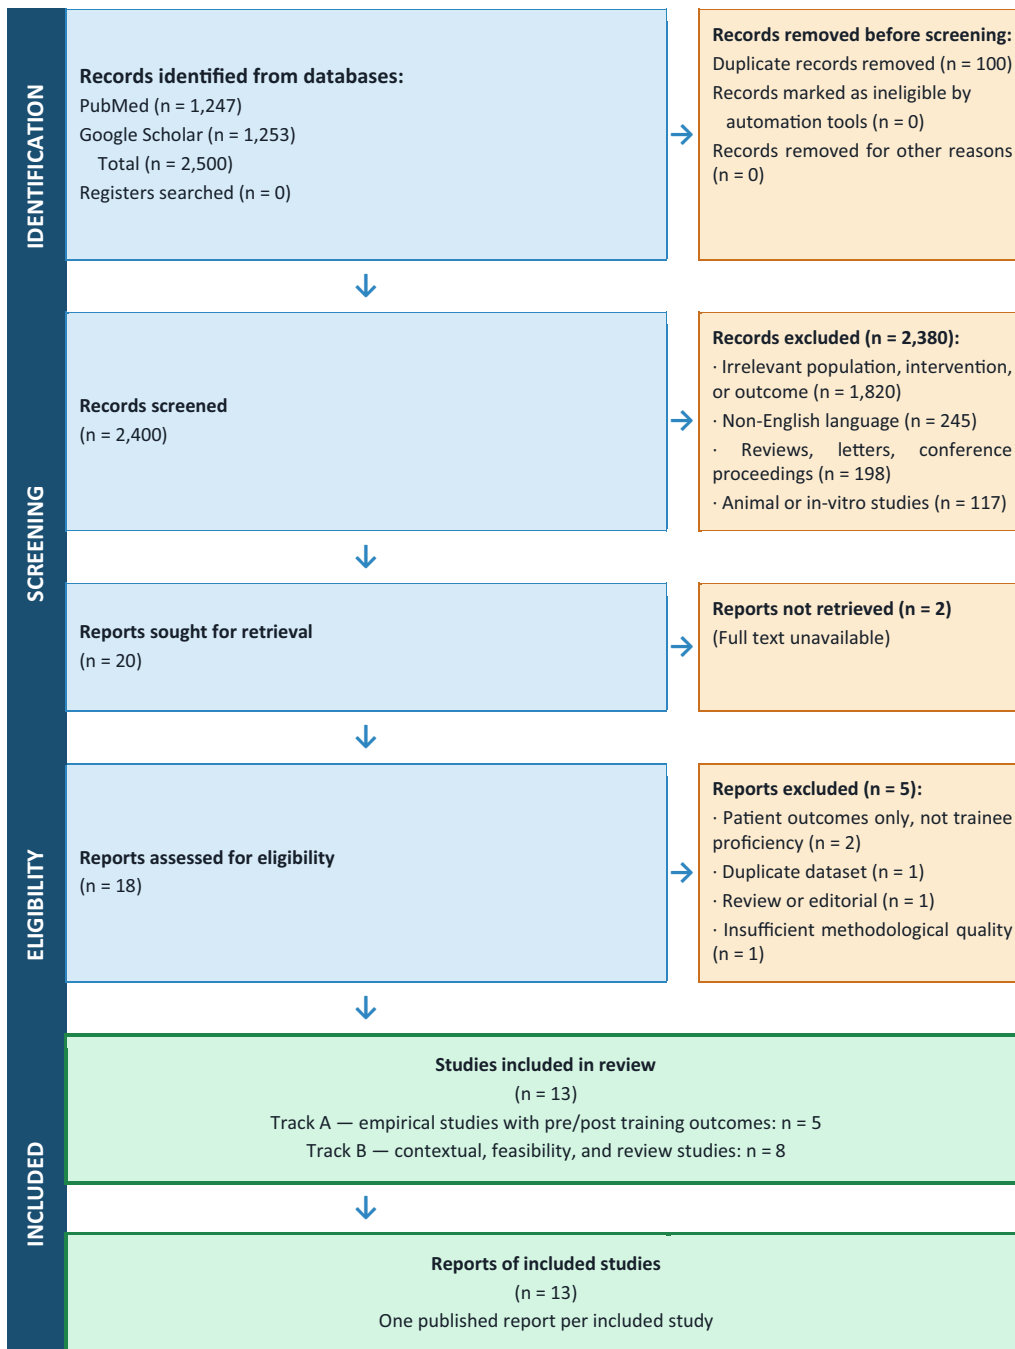 IDENTIFICATION
Records identified from databases:
PubMed (n = 1,247)
Google Scholar (n = 1,253)
Total (n = 2,500)
Registers searched (n = 0)
Records removed before screening:
Duplicate records removed (n = 100)
Records marked as ineligible by
automation tools (n = 0)
Records removed for other reasons
(n = 0)
SCREENING
Records screened
(n = 2,400)
Records excluded (n = 2,380):
· Irrelevant population, intervention,
or outcome (n = 1,820)
· Non-English language (n = 245)
· Reviews, letters, conference
proceedings (n = 198)
· Animal or in-vitro studies (n = 117)
Reports sought for retrieval
(n = 20)
Reports not retrieved (n = 2)
(Full text unavailable)
ELIGIBILITY
Reports assessed for eligibility
(n = 18)
Reports excluded (n = 5):
· Patient outcomes only, not trainee
proficiency (n = 2)
· Duplicate dataset (n = 1)
· Review or editorial (n = 1)
· Insufficient methodological quality
(n = 1)
INCLUDED
Studies included in review
(n = 13)
Track A — empirical studies with pre/post training outcomes: n = 5
Track B — contextual, feasibility, and review studies: n = 8
Reports of included studies
(n = 13)
One published report per included study